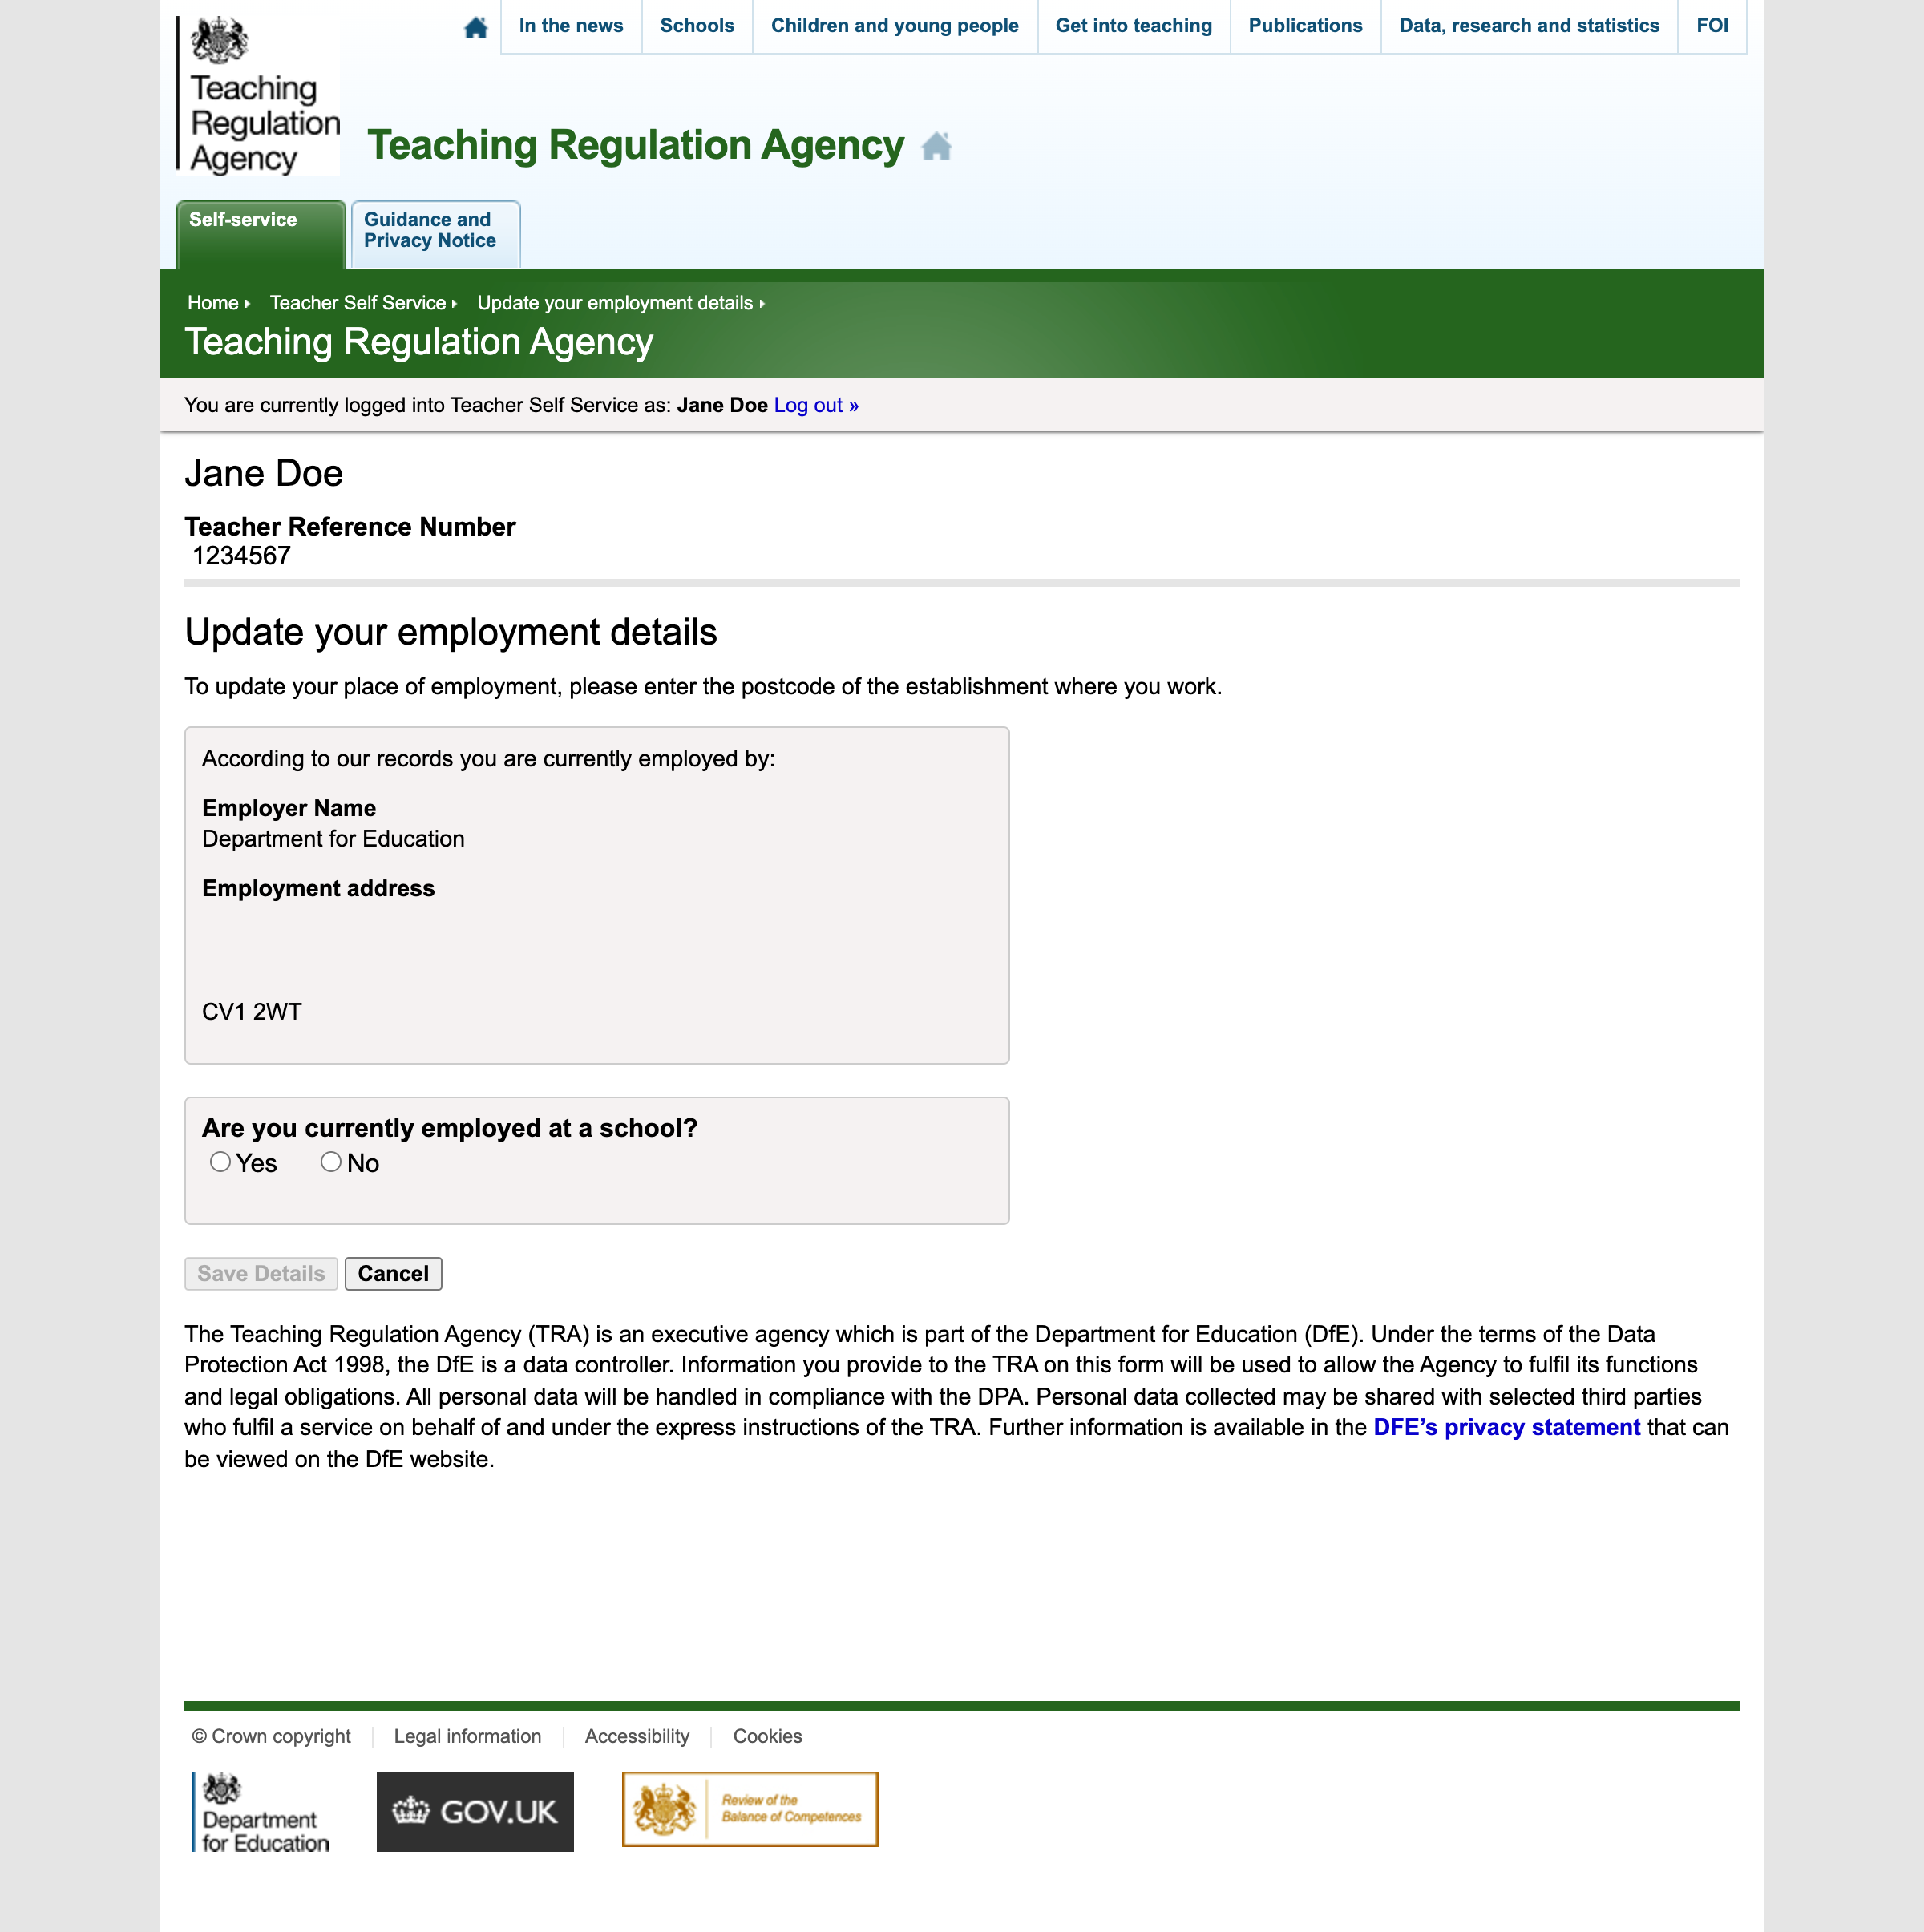 In the news
Schools
Children and young people
Get into teaching
Publications
Data, research and statistics
FOI
Teaching
Regulation
Agency
Teaching Regulation Agency
Self-service
Guidance and
Privacy Notice
Home
Teacher Self Service
Update your employment details
Teaching Regulation Agency
You are currently logged into Teacher Self Service as: Jane Doe Log out »
Jane Doe
Teacher Reference Number
1234567
Update your employment details
To update your place of employment, please enter the postcode of the establishment where you work.
According to our records you are currently employed by:
Employer Name
Department for Education
Employment address
CV1 2WT
Are you currently employed at a school?
Yes No
Save Details Cancel
The Teaching Regulation Agency (TRA) is an executive agency which is part of the Department for Education (DfE). Under the terms of the Data
Protection Act 1998, the DfE is a data controller. Information you provide to the TRA on this form will be used to allow the Agency to fulfil its functions
and legal obligations. All personal data will be handled in compliance with the DPA. Personal data collected may be shared with selected third parties
who fulfil a service on behalf of and under the express instructions of the TRA. Further information is available in the DFE’s privacy statement that can
be viewed on the DfE website.
© Crown copyright
Legal information
Accessibility
Cookies
Department
for Education
GOV.UK
Review of the
Balance of Competences